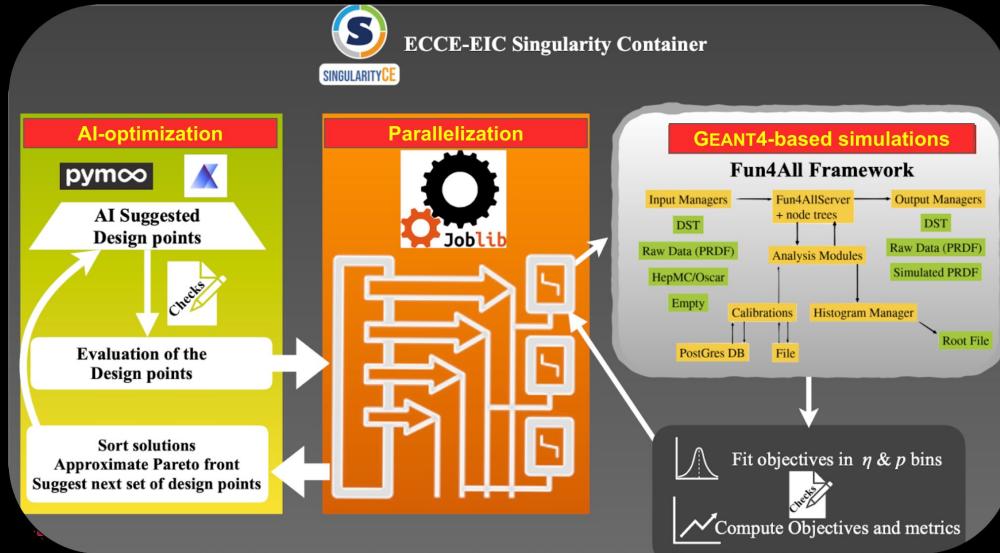 S
SINGULARITYCE
ECCE-EIC Singularity Container
AI-optimization
pymoo
AI Suggested
Design points
Checks
Evaluation of the
Design points
Sort solutions
Approximate Pareto front
Suggest next set of design points
Parallelization
Joblib
GEANT4-based simulations
Fun4All Framework
Input Managers
Fun4AllServer
+ node trees
Output Managers
DST
Raw Data (PRDF)
HepMC/Oscar
Empty
Analysis Modules
DST
Raw Data (PRDF)
Simulated PRDF
Calibrations
Histogram Manager
PostGres DB
File
Root File
Fit objectives in η & p bins
Checks
Compute Objectives and metrics